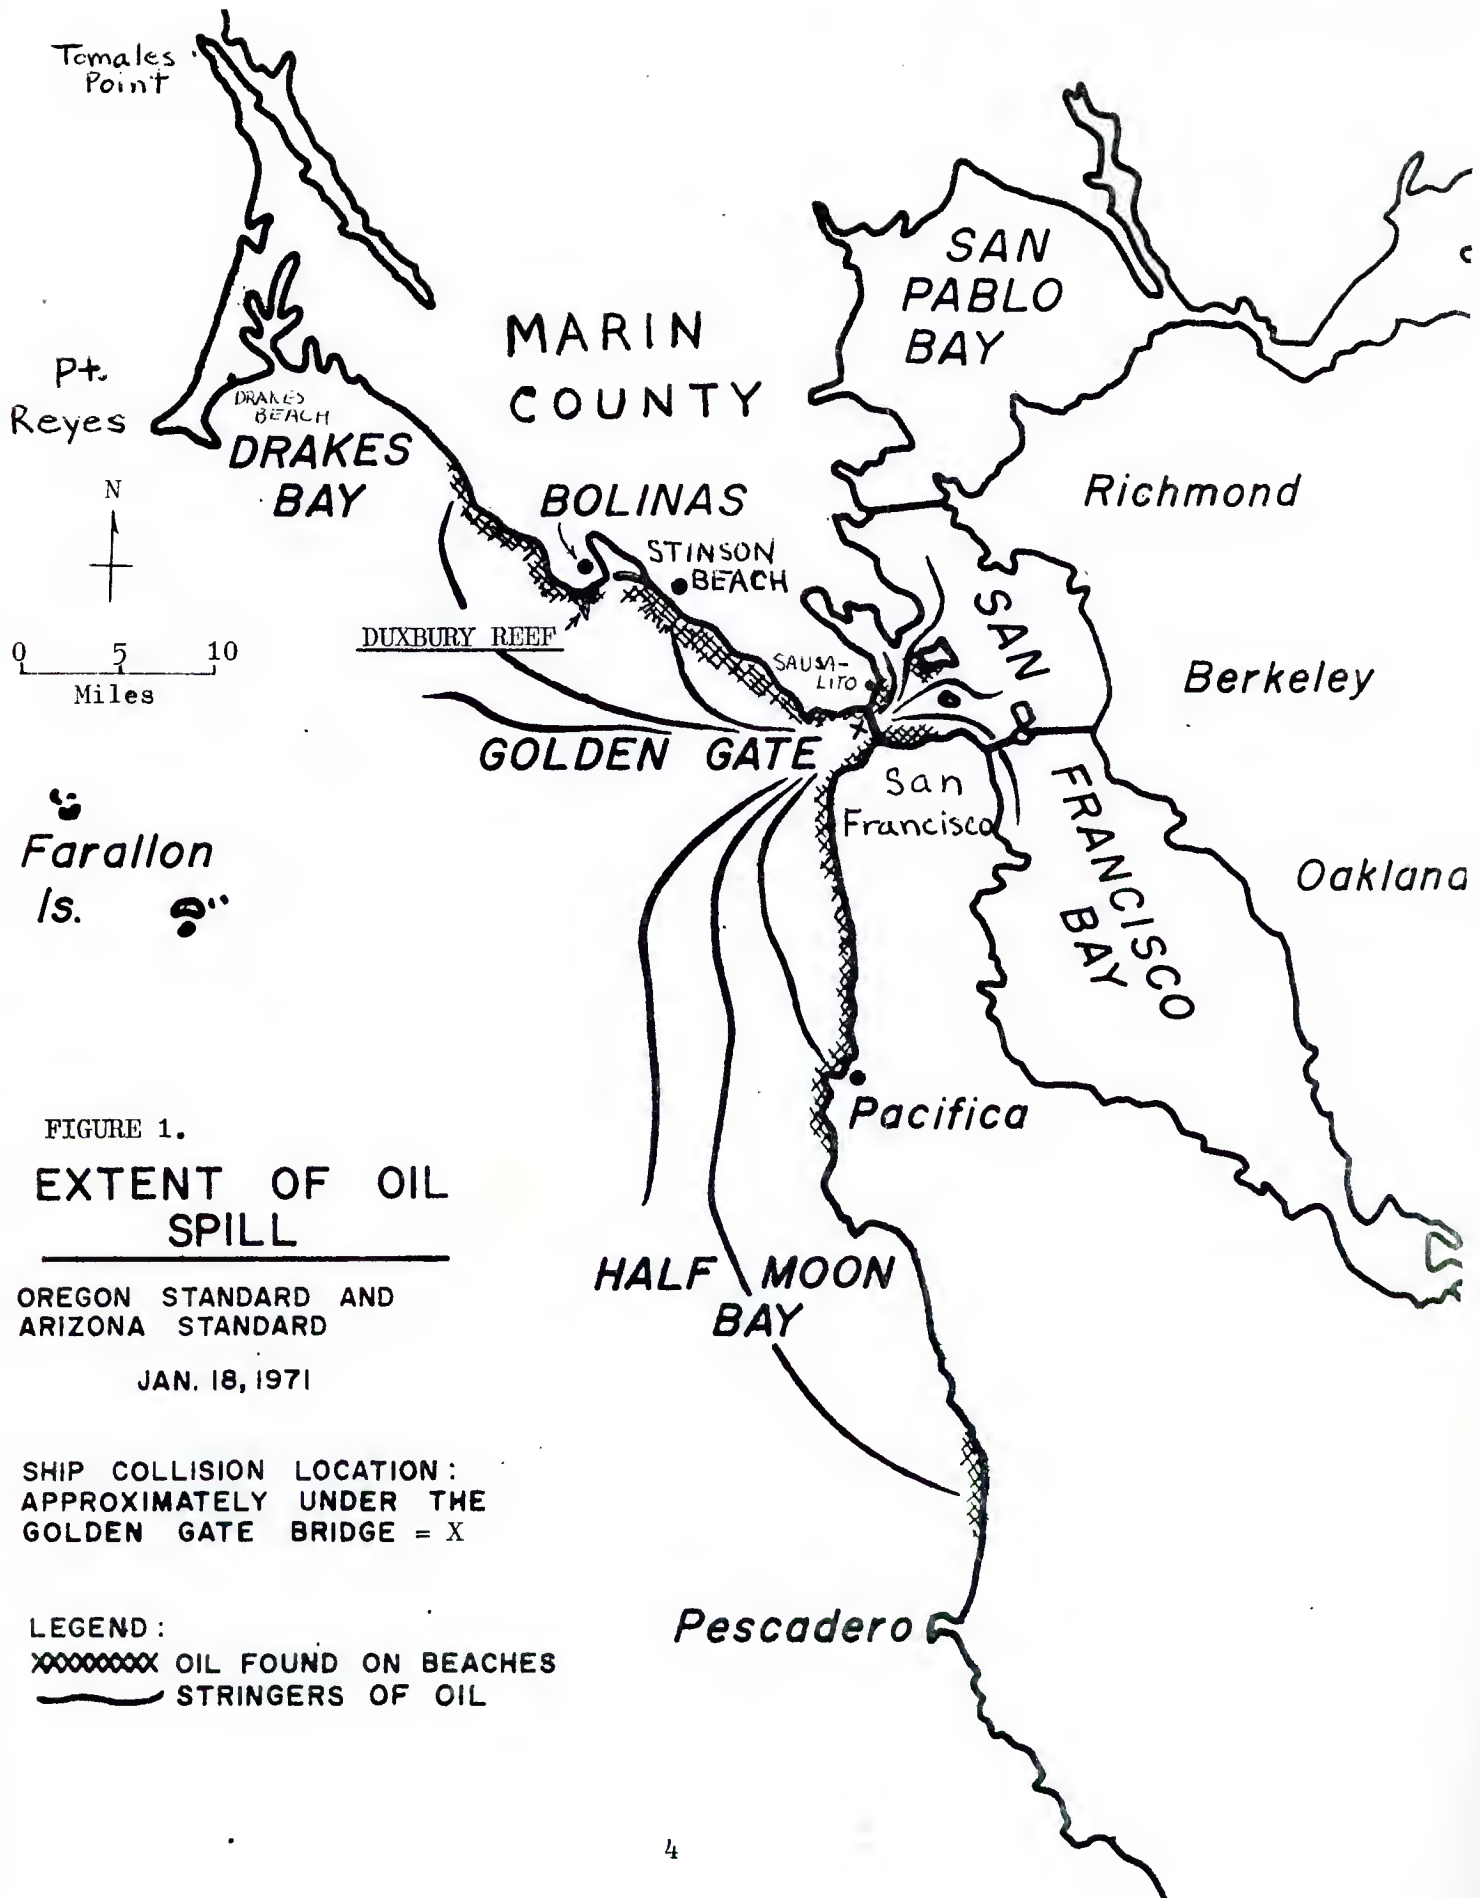 Tomales
Point
SAN
PABLO
BAY
MARIN
COUNTY
Pt.
Reyes
DRAKES
BEACH
DRAKES
BAY
N
BOLINAS
Richmond
STINSON
BEACH
DUXBURY REEF
0 5 10
Miles
SAUSA-
LITO
SAN
FRANCISCO
BAY
Berkeley
GOLDEN GATE
X
San
Francisco
Farallon
Is.
Oakland
Pacifica
FIGURE 1.
EXTENT OF OIL
SPILL
HALF MOON
BAY
OREGON STANDARD AND
ARIZONA STANDARD
JAN. 18, 1971
SHIP COLLISION LOCATION:
APPROXIMATELY UNDER THE
GOLDEN GATE BRIDGE = X
Pescadero
LEGEND:
OIL FOUND ON BEACHES
STRINGERS OF OIL
4